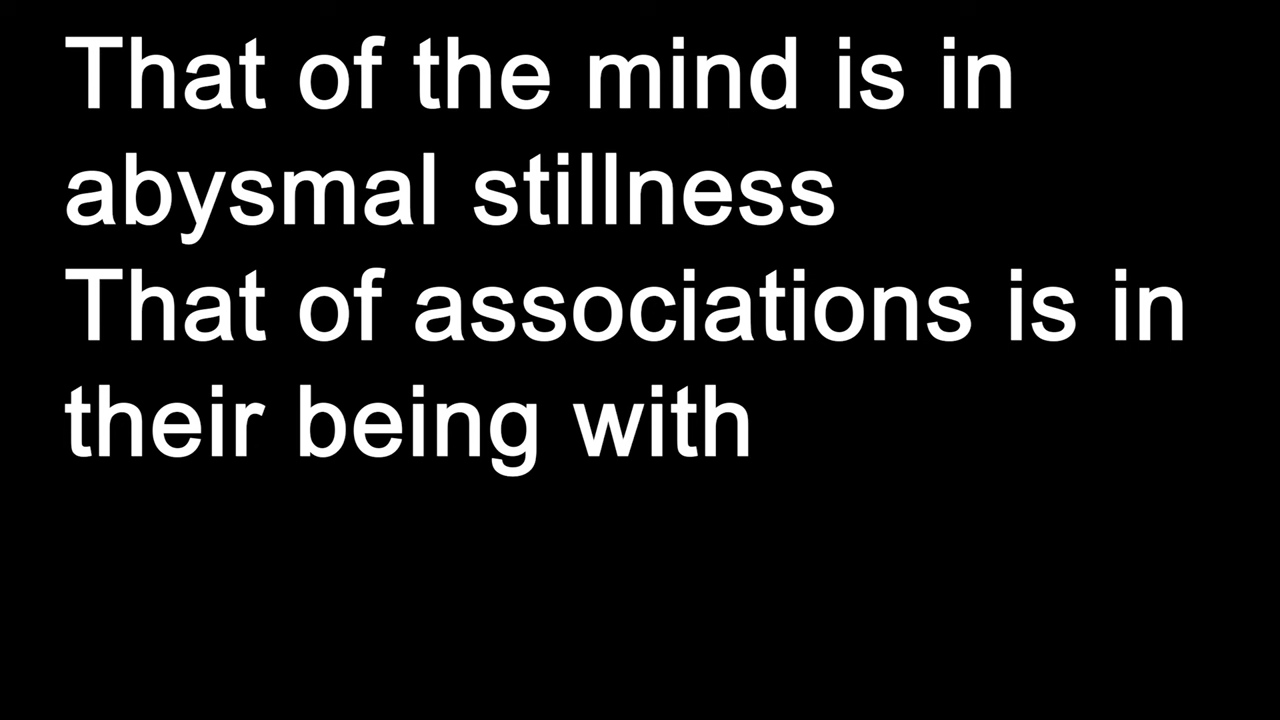 That of the mind is in
abysmal stillness
That of associations is in
their being with